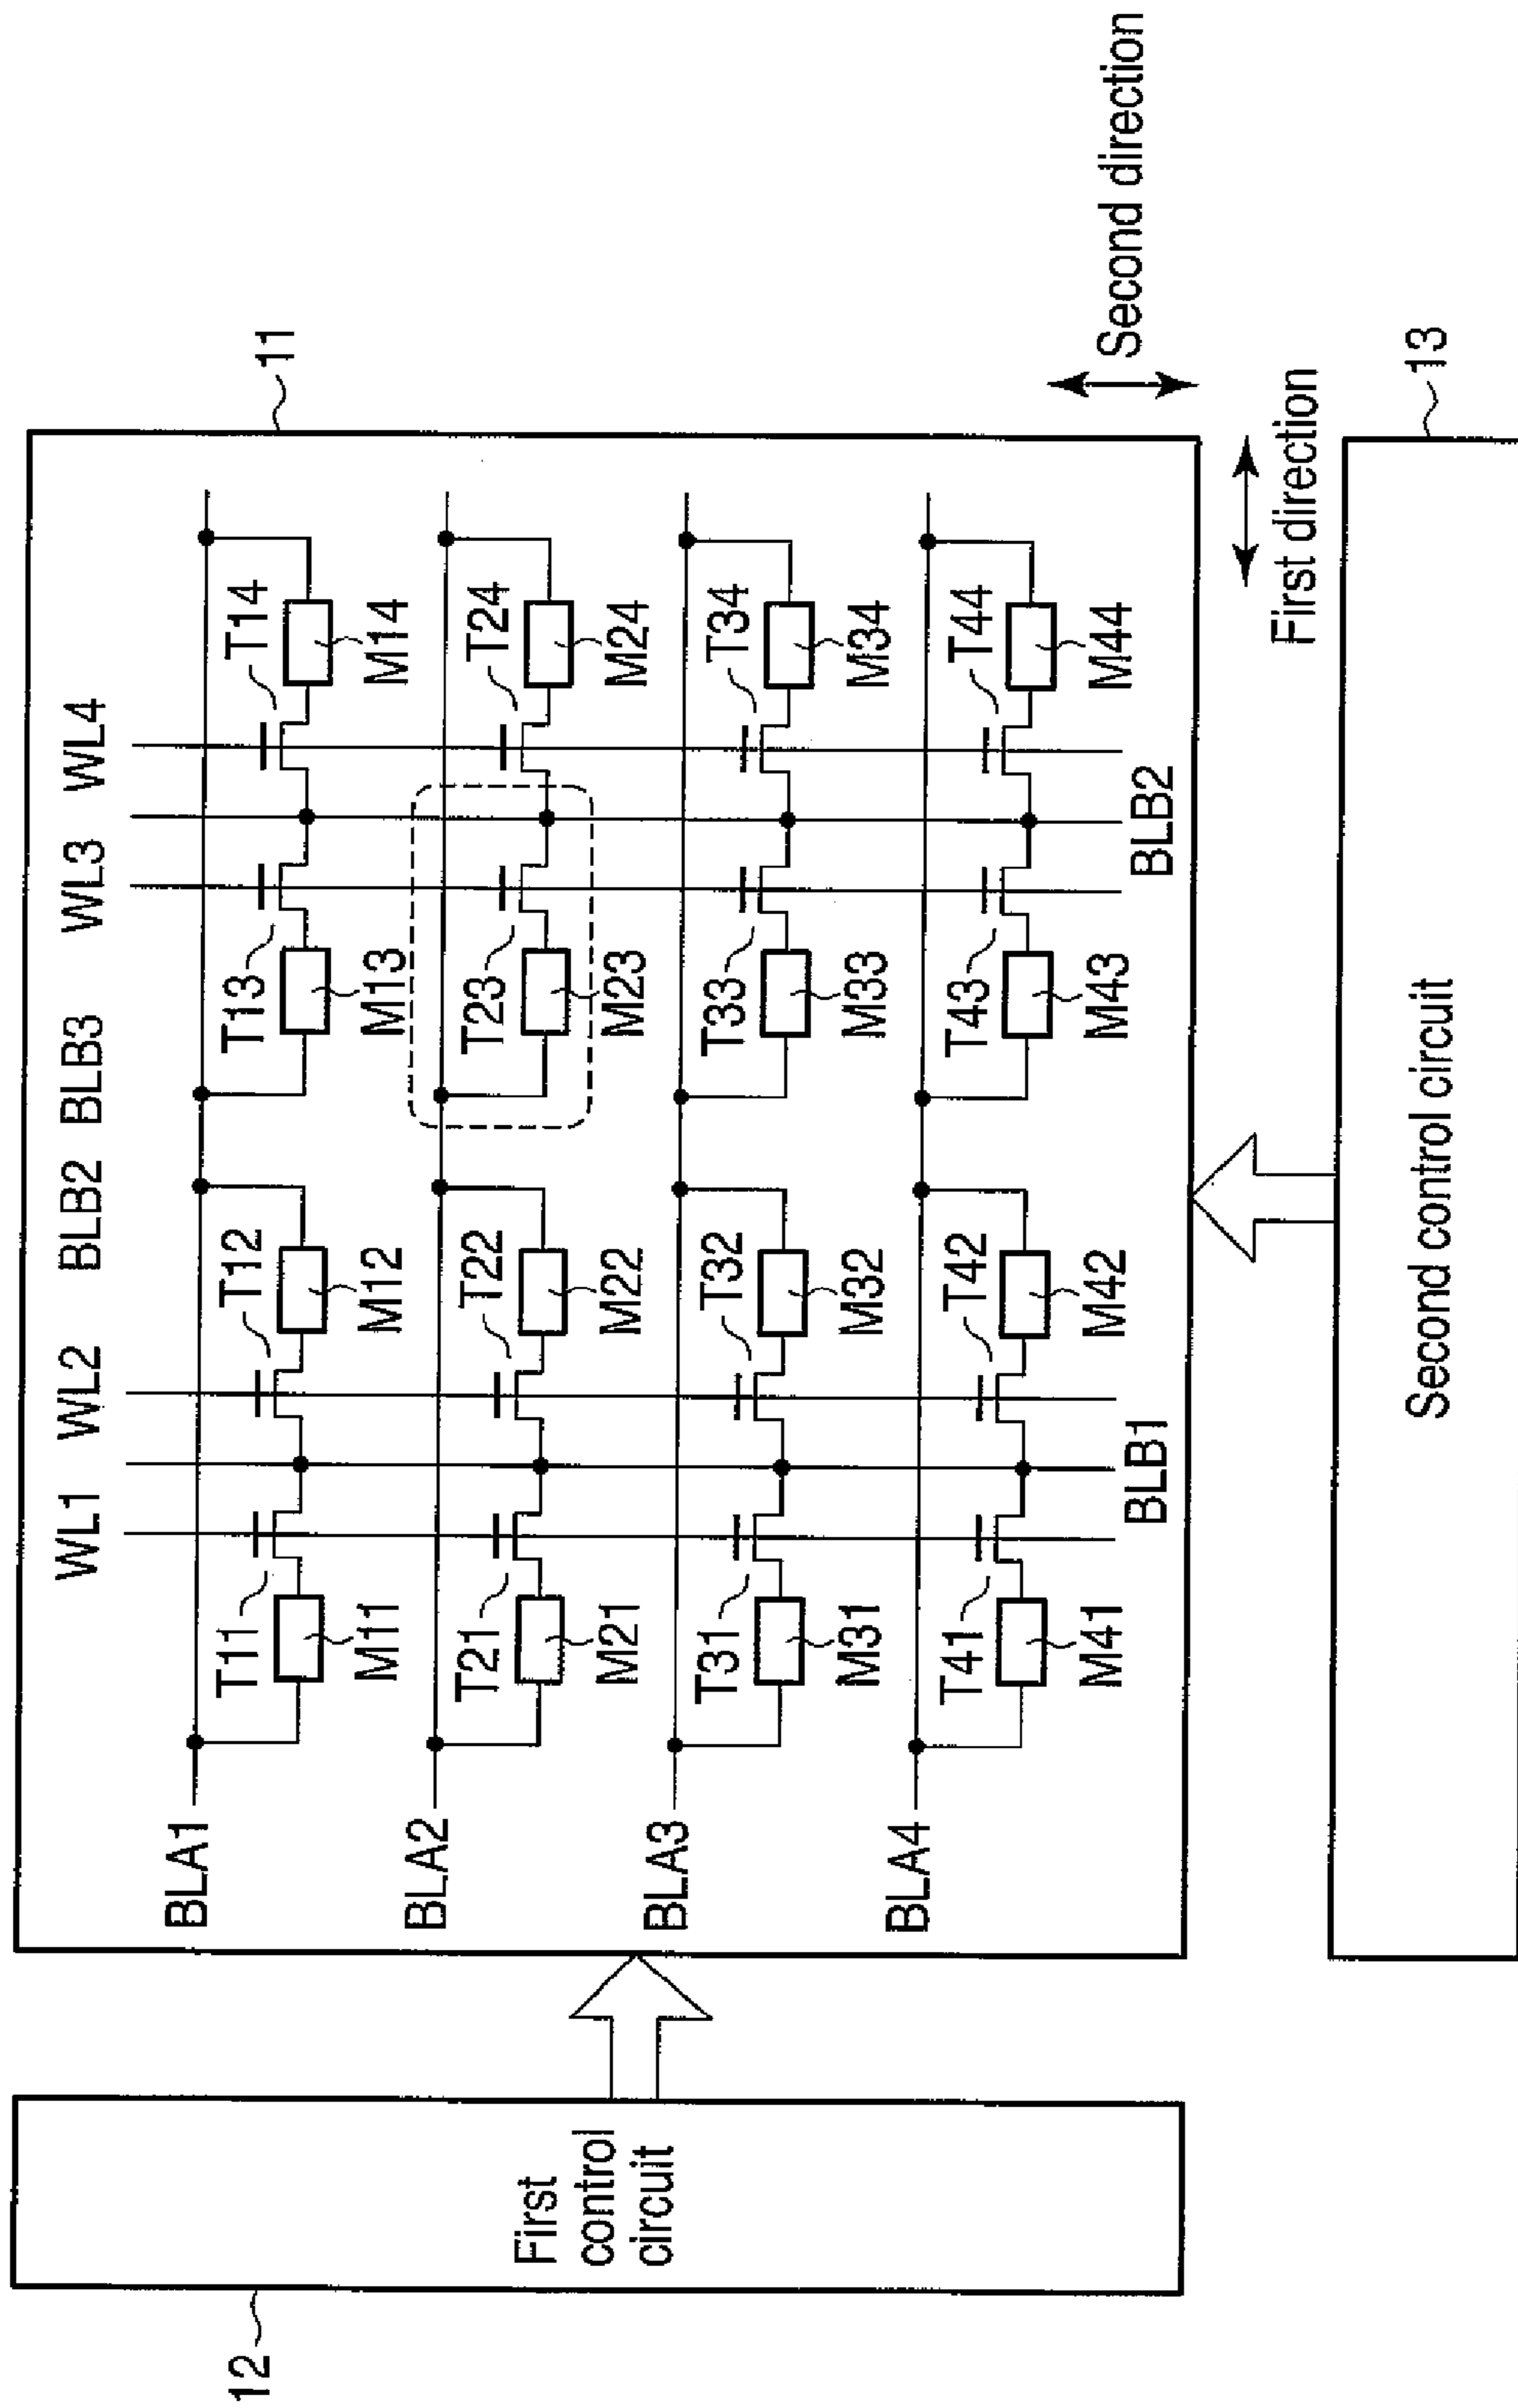 11
WL1 WL2 BLB2 BLB3 WL3 WL4
BLA1
T11 T12 T13 T14
M11 M12 M13 M14
BLA2
T21 T22 T23 T24
M21 M22 M23 M24
BLA3
T31 T32 T33 T34
M31 M32 M33 M34
BLA4
T41 T42 T43 T44
M41 M42 M43 M44
BLB1 BLB2
Second direction
First direction
12
First
control
circuit
13
Second control circuit